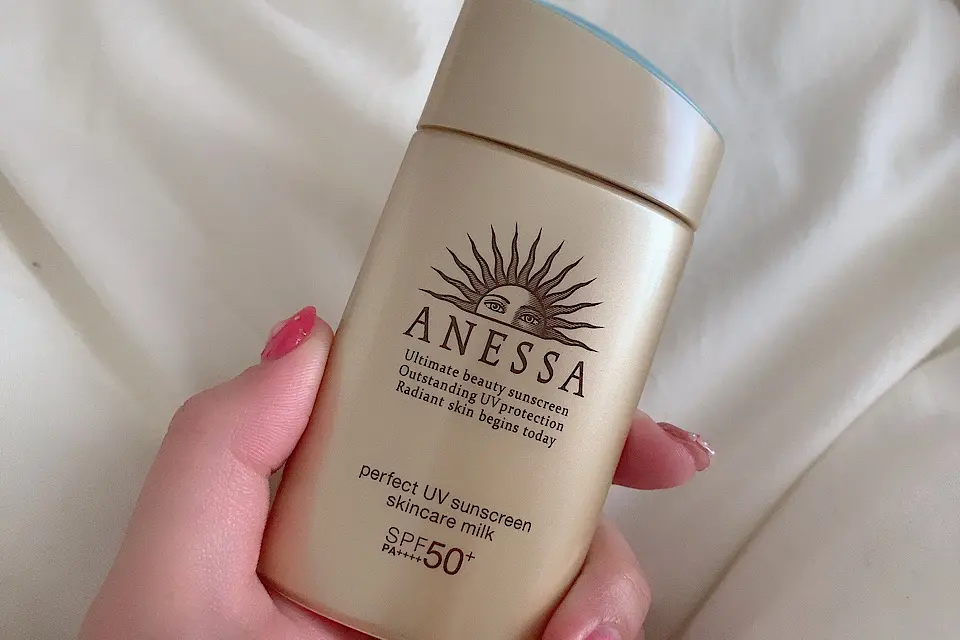 ANESSA
Ultimate beauty sunscreen
Outstanding UV protection
Radiant skin begins today
perfect UV sunscreen
skincare milk
SPF50+
PA++++